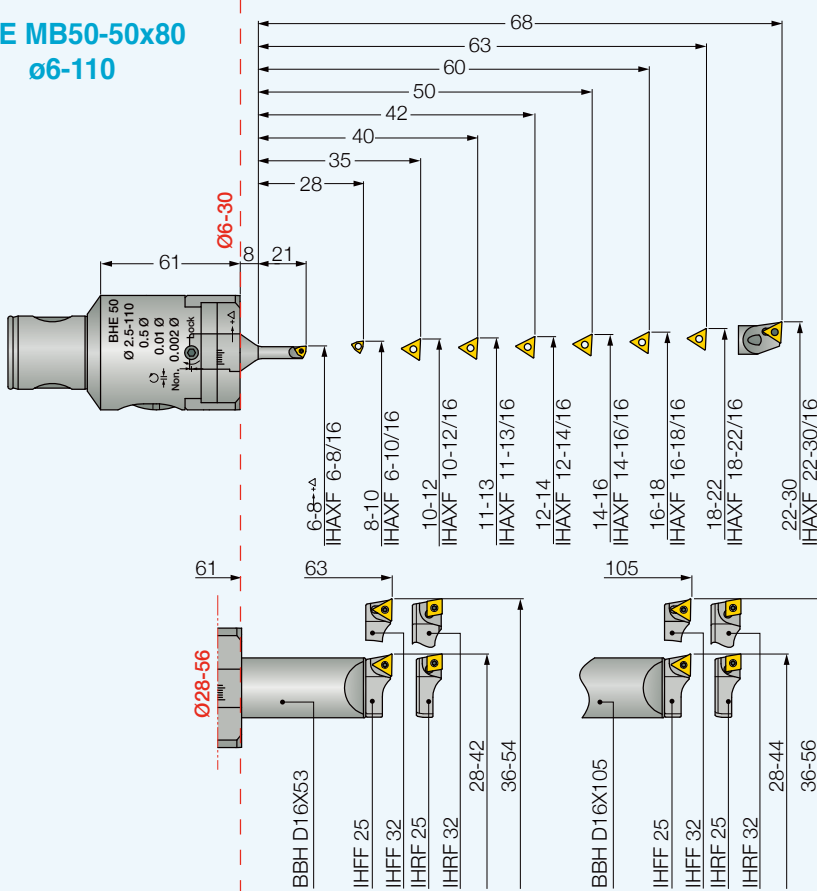 E MB50-50x80
ø6-110
68
63
60
50
42
40
35
28
Ø6-30
61
8
21
BHE 50
Ø 2.5-110
0.5 Ø
0.01 Ø
0.002 Ø
Lock
Non.
+△
6-8
IHAXF 6-8/16
8-10
IHAXF 6-10/16
10-12
IHAXF 10-12/16
11-13
IHAXF 11-13/16
12-14
IHAXF 12-14/16
14-16
IHAXF 14-16/16
16-18
IHAXF 16-18/16
18-22
IHAXF 18-22/16
22-30
IHAXF 22-30/16
61
63
105
Ø28-56
BBH D16X53
IHFF 25
IHFF 32
IHRF 25
IHRF 32
28-42
36-54
BBH D16X105
IHFF 25
IHFF 32
IHRF 25
IHRF 32
28-44
36-56